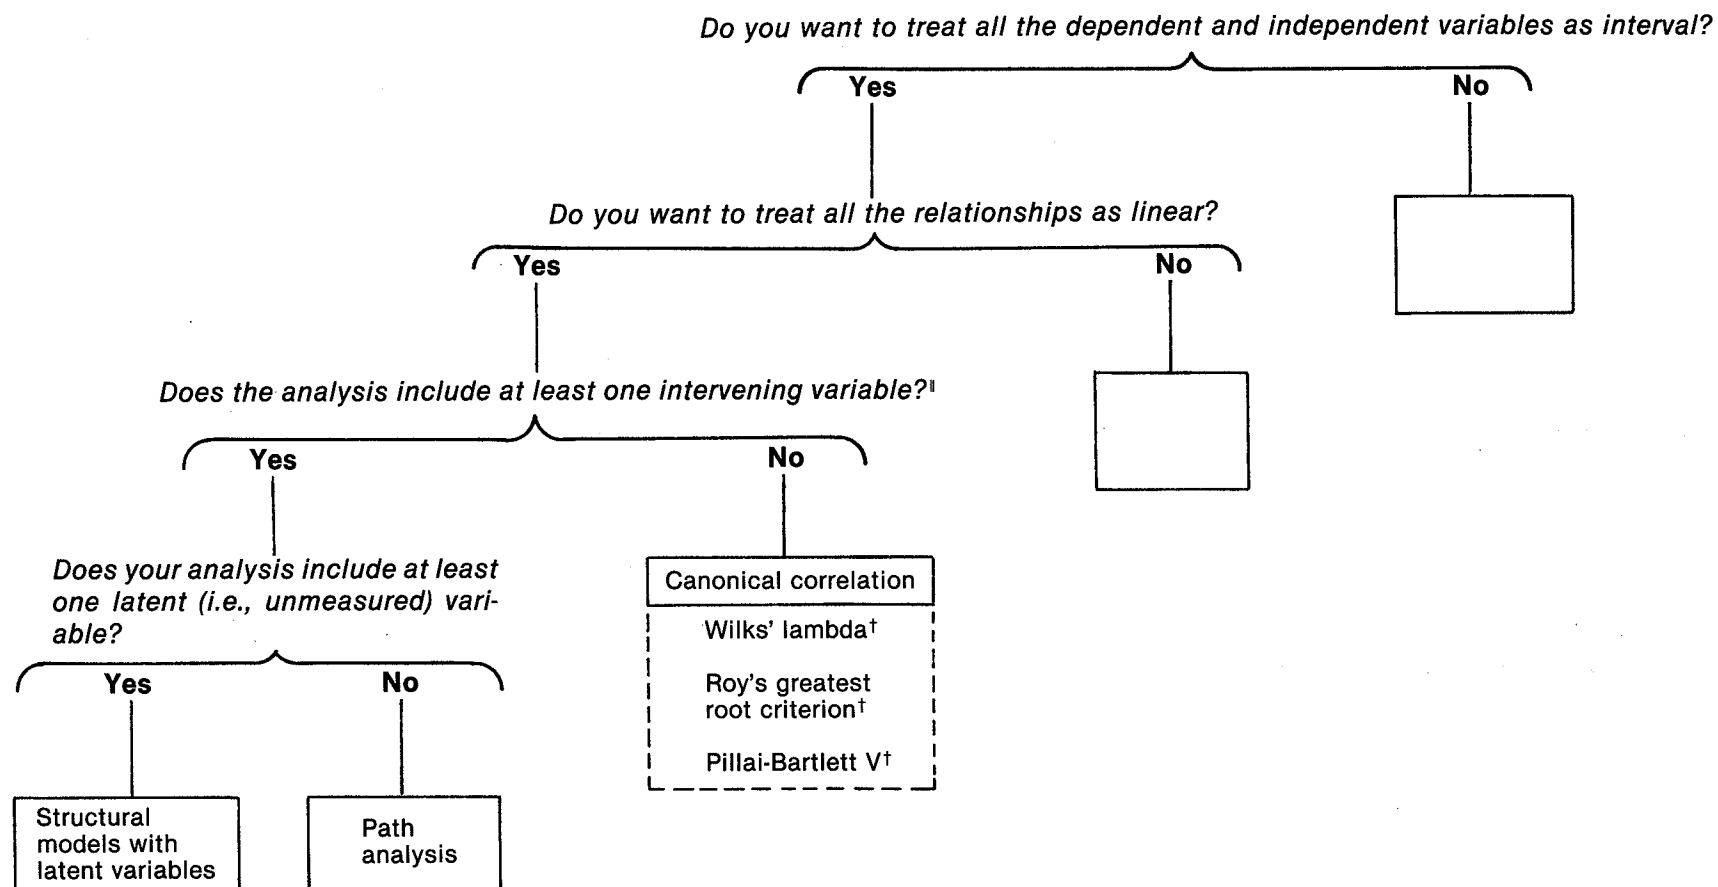 Do you want to treat all the dependent and independent variables as interval?
Yes
No
Do you want to treat all the relationships as linear?
Yes
No
Does the analysis include at least one intervening variable?‖
Yes
No
Does your analysis include at least
one latent (i.e., unmeasured) vari-
able?
Canonical correlation
Wilks' lambda†
Roy's greatest
root criterion†
Pillai-Bartlett V†
Yes
No
Structural
models with
latent variables
Path
analysis